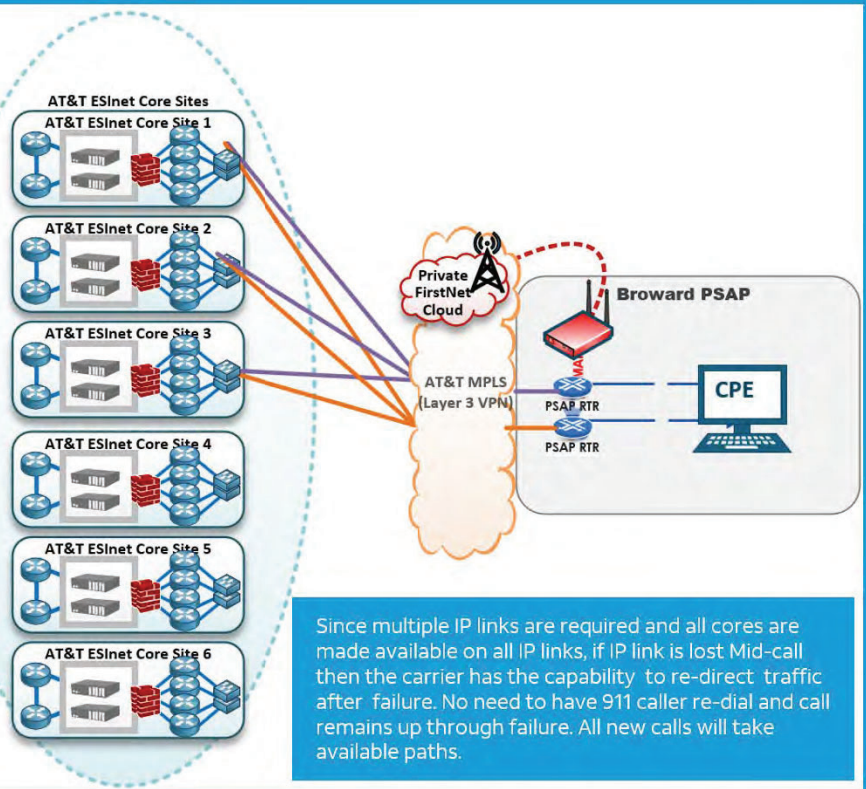 AT&T ESInet Core Sites
AT&T ESInet Core Site 1
AT&T ESInet Core Site 2
AT&T ESInet Core Site 3
AT&T ESInet Core Site 4
AT&T ESInet Core Site 5
AT&T ESInet Core Site 6
Private
FirstNet
Cloud
AT&T MPLS
(Layer 3 VPN)
Broward PSAP
PSAP RTR
PSAP RTR
CPE
Since multiple IP links are required and all cores are
made available on all IP links, if IP link is lost Mid-call
then the carrier has the capability to re-direct traffic
after failure. No need to have 911 caller re-dial and call
remains up through failure. All new calls will take
available paths.